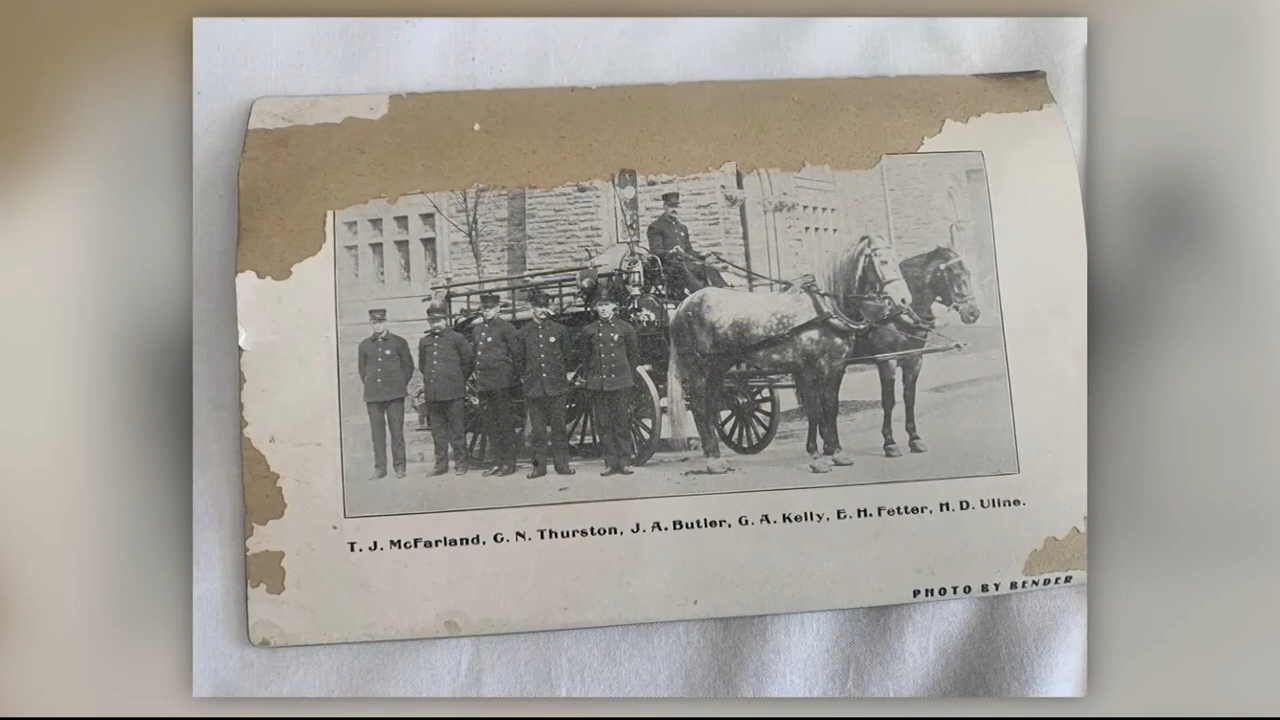 T. J. McFarland, G. N. Thurston, J. A. Butler, G. A. Kelly, E. H. Fetter, H. D. Uline.
PHOTO BY BENDER